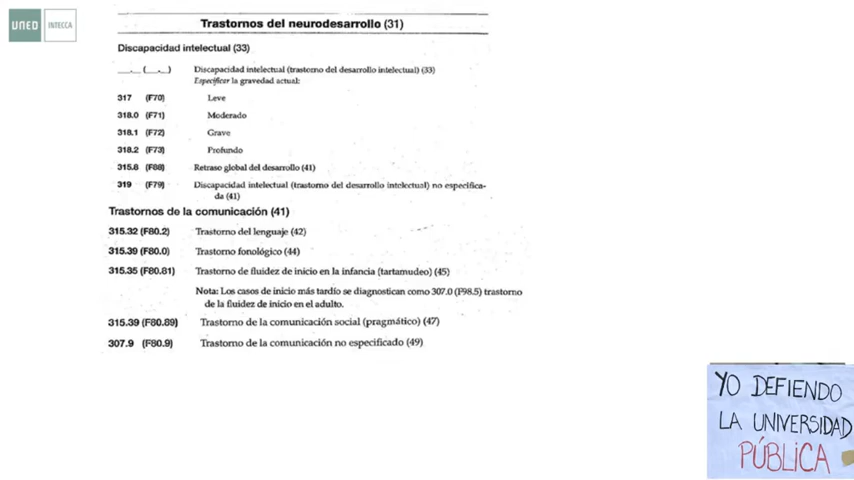 UNED
INTECCA
Trastornos del neurodesarrollo (31)
Discapacidad intelectual (33)
___.__ (___.__) Discapacidad intelectual (trastorno del desarrollo intelectual) (33)
Especificar la gravedad actual:
317 (F70) Leve
318.0 (F71) Moderado
318.1 (F72) Grave
318.2 (F73) Profundo
315.8 (F88) Retraso global del desarrollo (41)
319 (F79) Discapacidad intelectual (trastorno del desarrollo intelectual) no especifica-
da (41)
Trastornos de la comunicación (41)
315.32 (F80.2) Trastorno del lenguaje (42)
315.39 (F80.0) Trastorno fonológico (44)
315.35 (F80.81) Trastorno de fluidez de inicio en la infancia (tartamudeo) (45)
Nota: Los casos de inicio más tardío se diagnostican como 307.0 (F98.5) trastorno
de la fluidez de inicio en el adulto.
315.39 (F80.89) Trastorno de la comunicación social (pragmático) (47)
307.9 (F80.9) Trastorno de la comunicación no especificado (49)
YO DEFIENDO
LA UNIVERSIDAD
PÚBLICA